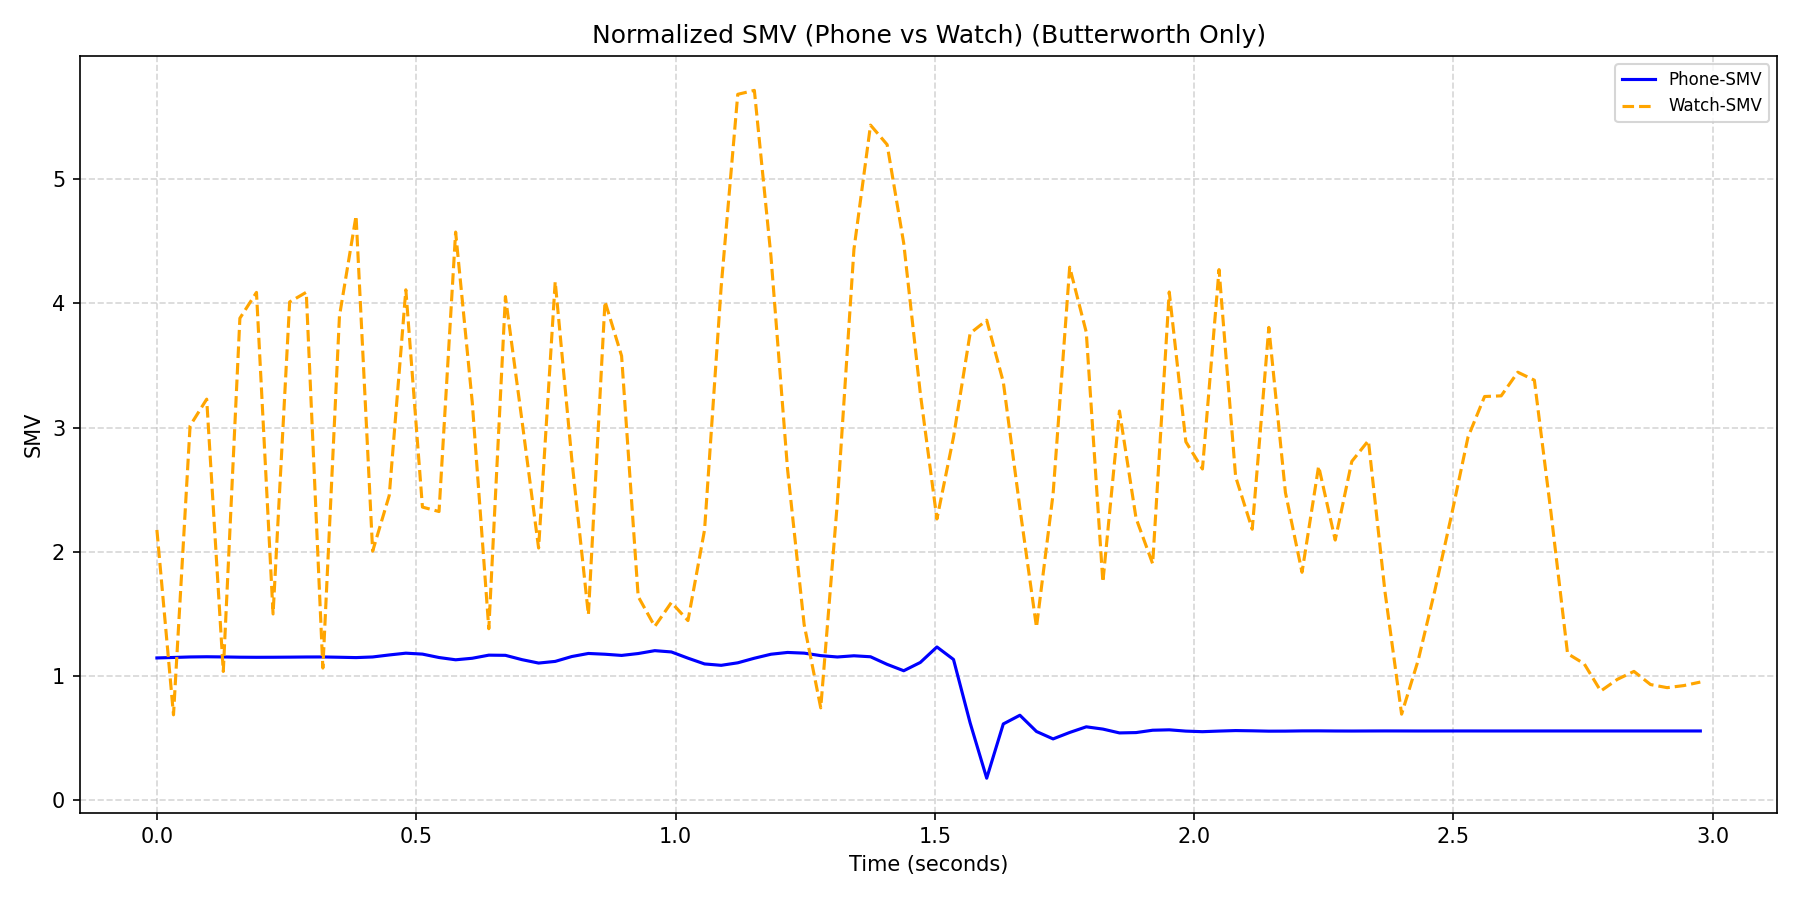 Normalized SMV (Phone vs Watch) (Butterworth Only)
Phone-SMV
Watch-SMV
SMV
5
4
3
2
1
0
0.0 0.5 1.0 1.5 2.0 2.5 3.0
Time (seconds)